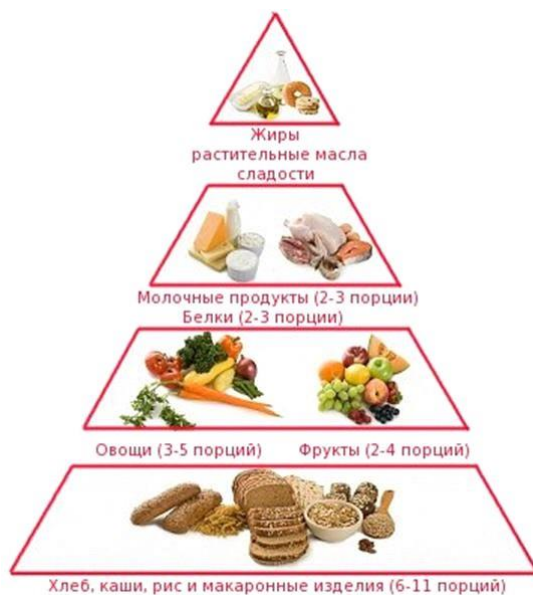 Жиры
растительные масла
сладости
Молочные продукты (2-3 порции)
Белки (2-3 порции)
Овощи (3-5 порций)
Фрукты (2-4 порций)
Хлеб, каши, рис и макаронные изделия (6-11 порций)